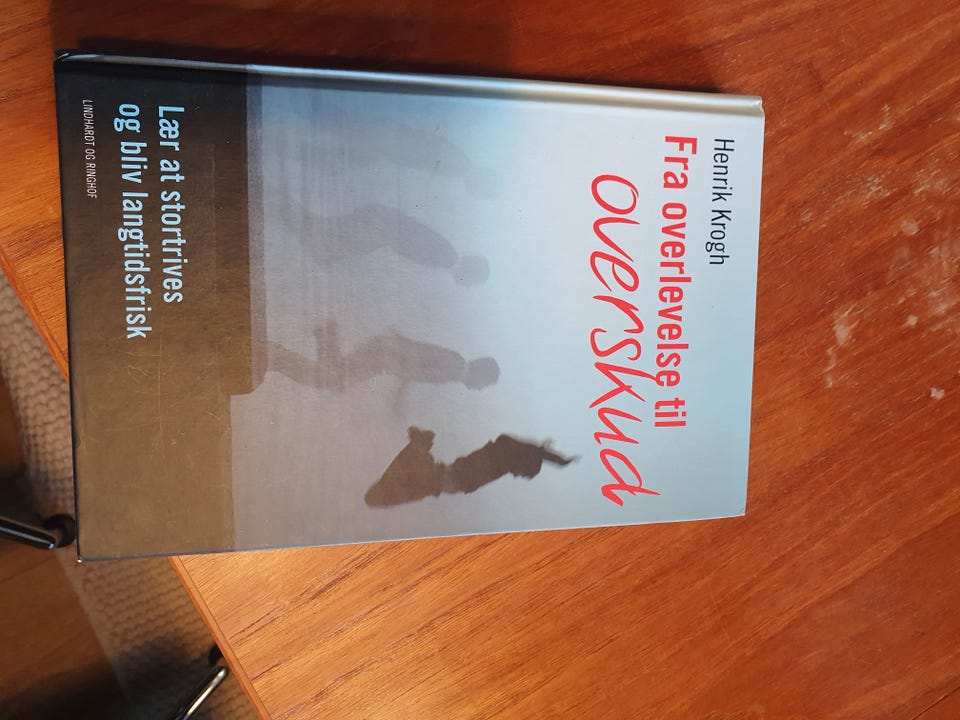 Henrik Krogh
Fra overlevelse til
overskud
Lær at stortrives
og bliv langtidsfrisk
LINDHARDT OG RINGHOF